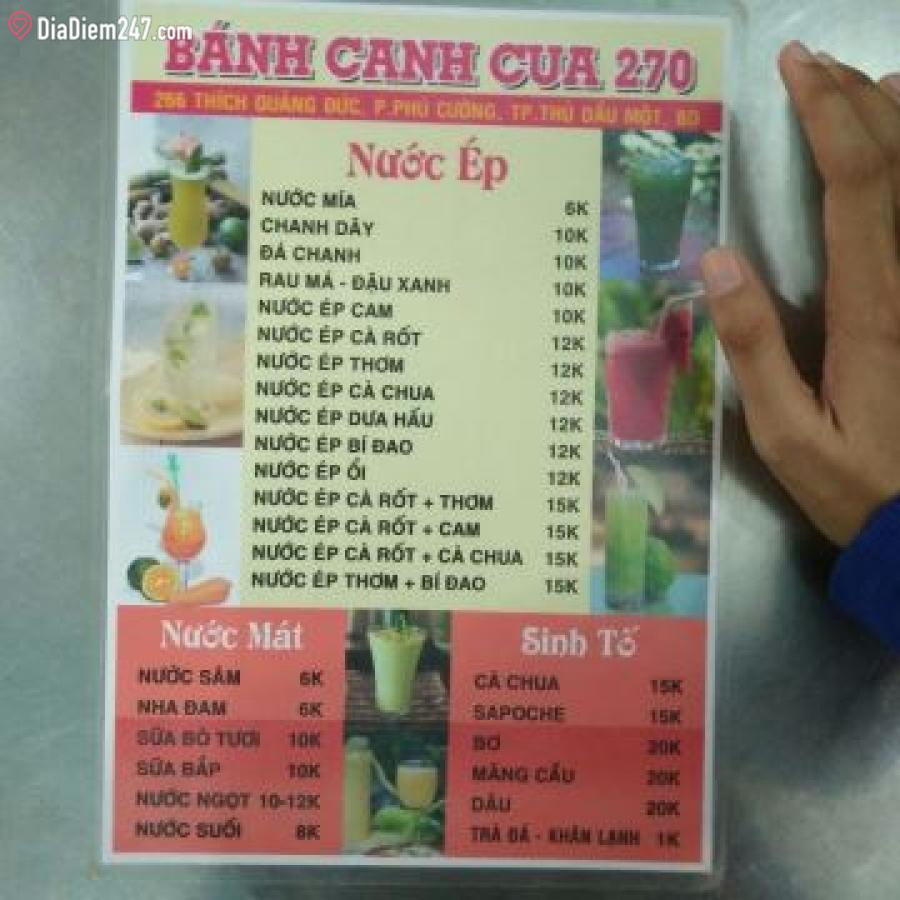 DiaDiem247.com
BÁNH CANH CUA 270
266 THÍCH QUẢNG ĐỨC, P.PHÚ CƯỜNG, TP.THỦ DẦU MỘT, BD
Nước Ép
NƯỚC MÍA 6K
CHANH DÂY 10K
ĐÁ CHANH 10K
RAU MÁ - ĐẬU XANH 10K
NƯỚC ÉP CAM 10K
NƯỚC ÉP CÀ RỐT 12K
NƯỚC ÉP THƠM 12K
NƯỚC ÉP CÀ CHUA 12K
NƯỚC ÉP DƯA HẤU 12K
NƯỚC ÉP BÍ ĐAO 12K
NƯỚC ÉP ỔI 12K
NƯỚC ÉP CÀ RỐT + THƠM 15K
NƯỚC ÉP CÀ RỐT + CAM 15K
NƯỚC ÉP CÀ RỐT + CÀ CHUA 15K
NƯỚC ÉP THƠM + BÍ ĐAO 15K
Nước Mát
NƯỚC SÂM 6K
NHA ĐAM 6K
SỮA BÒ TƯƠI 10K
SỮA BẮP 10K
NƯỚC NGỌT 10-12K
NƯỚC SUỐI 8K
Sinh Tố
CÀ CHUA 15K
SAPOCHE 15K
BƠ 20K
MÃNG CẦU 20K
DÂU 20K
TRÀ ĐÁ - KHĂN LẠNH 1K